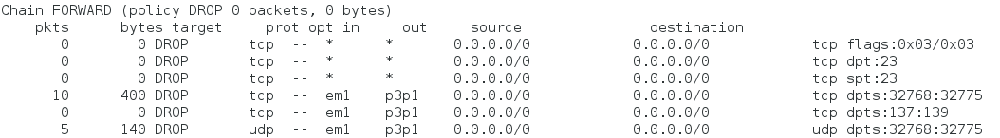 Chain FORWARD (policy DROP 0 packets, 0 bytes)
pkts bytes target prot opt in out source destination
0 0 DROP tcp -- * * 0.0.0.0/0 0.0.0.0/0 tcp flags:0x03/0x03
0 0 DROP tcp -- * * 0.0.0.0/0 0.0.0.0/0 tcp dpt:23
0 0 DROP tcp -- * * 0.0.0.0/0 0.0.0.0/0 tcp spt:23
10 400 DROP tcp -- em1 p3p1 0.0.0.0/0 0.0.0.0/0 tcp dpts:32768:32775
0 0 DROP tcp -- em1 p3p1 0.0.0.0/0 0.0.0.0/0 tcp dpts:137:139
5 140 DROP udp -- em1 p3p1 0.0.0.0/0 0.0.0.0/0 udp dpts:32768:32775